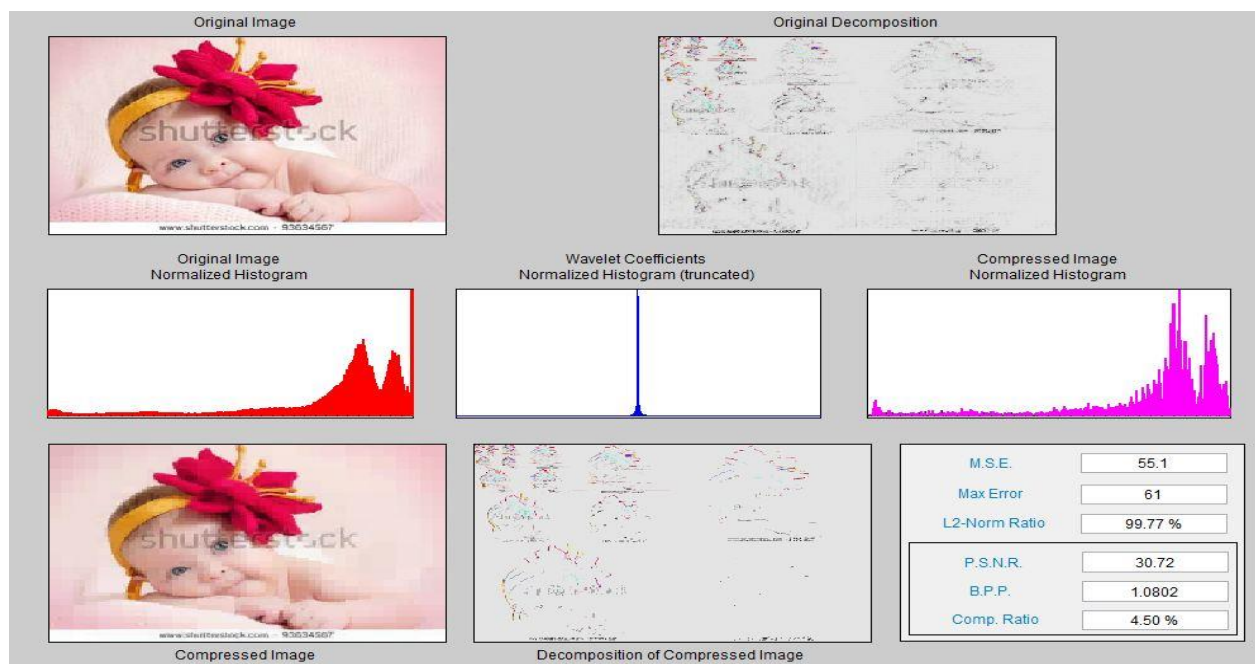 Original Image
Original Decomposition
shutterstock
www.shutterstock.com · 93634567
Original Image
Normalized Histogram
Wavelet Coefficients
Normalized Histogram (truncated)
Compressed Image
Normalized Histogram
shutterstock
www.shutterstock.com · 93634567
M.S.E. 55.1
Max Error 61
L2-Norm Ratio 99.77 %
P.S.N.R. 30.72
B.P.P. 1.0802
Comp. Ratio 4.50 %
Compressed Image
Decomposition of Compressed Image